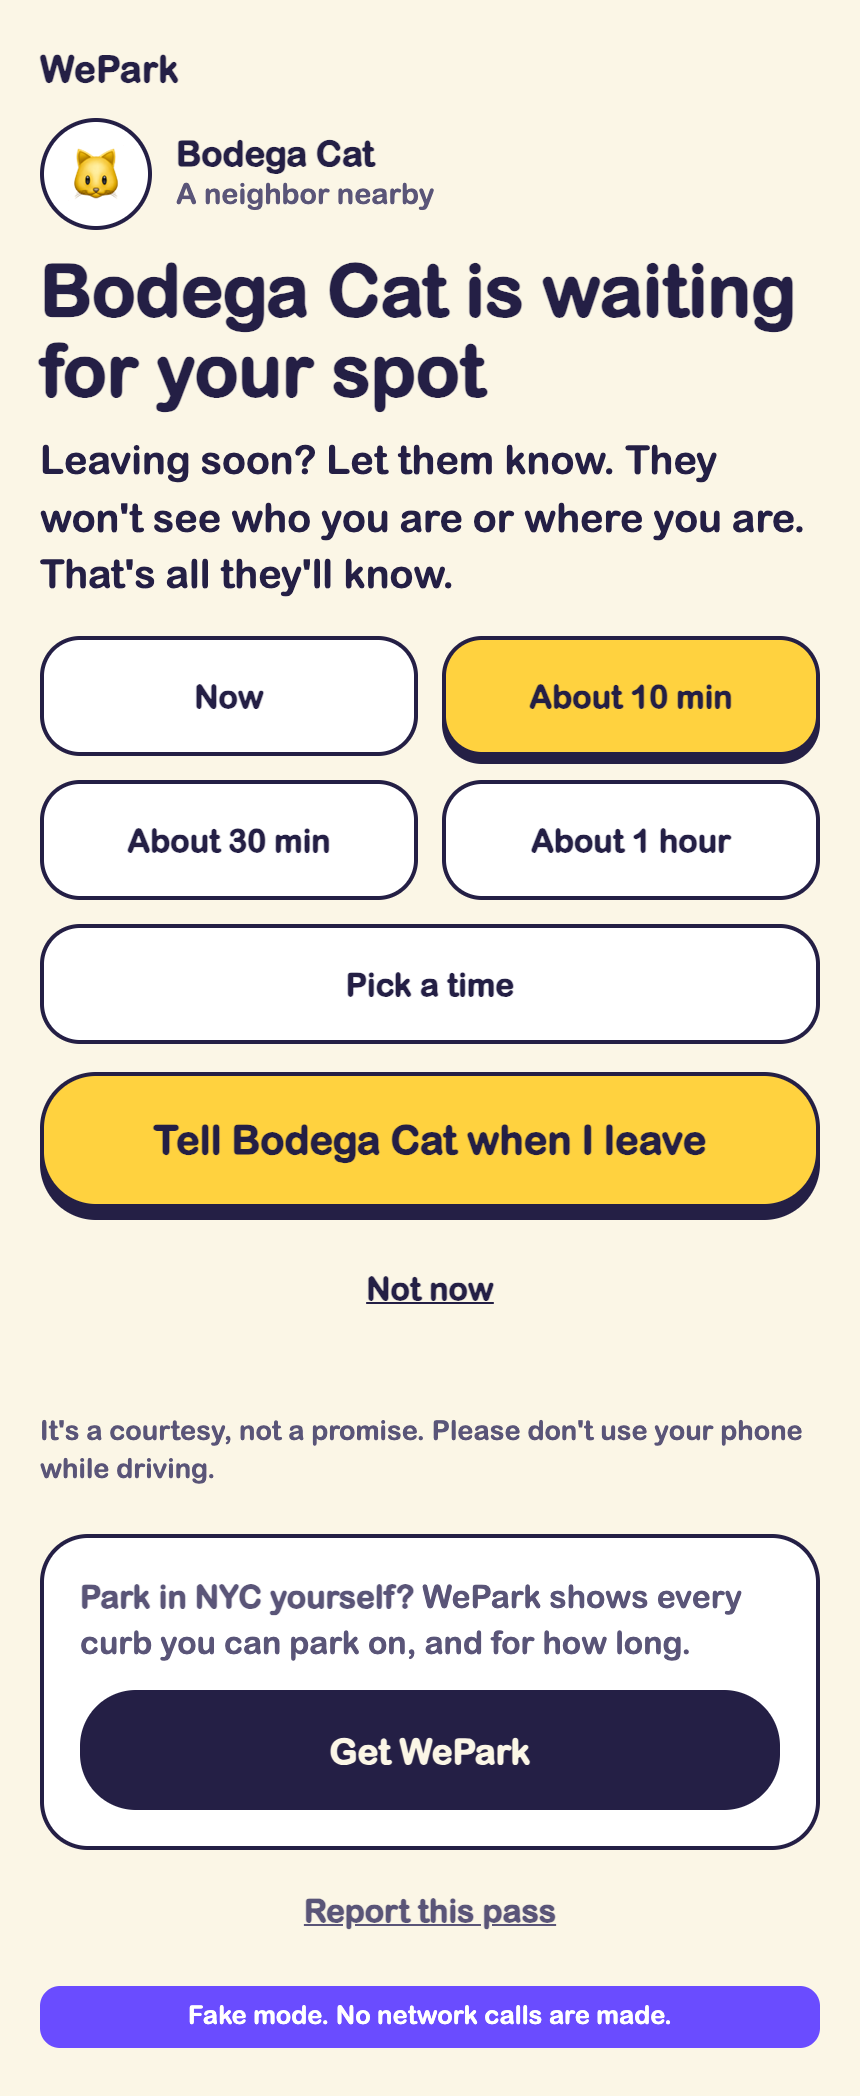 WePark
Bodega Cat
A neighbor nearby
Bodega Cat is waiting
for your spot
Leaving soon? Let them know. They
won't see who you are or where you are.
That's all they'll know.
Now
About 10 min
About 30 min
About 1 hour
Pick a time
Tell Bodega Cat when I leave
Not now
It's a courtesy, not a promise. Please don't use your phone
while driving.
Park in NYC yourself? WePark shows every
curb you can park on, and for how long.
Get WePark
Report this pass
Fake mode. No network calls are made.